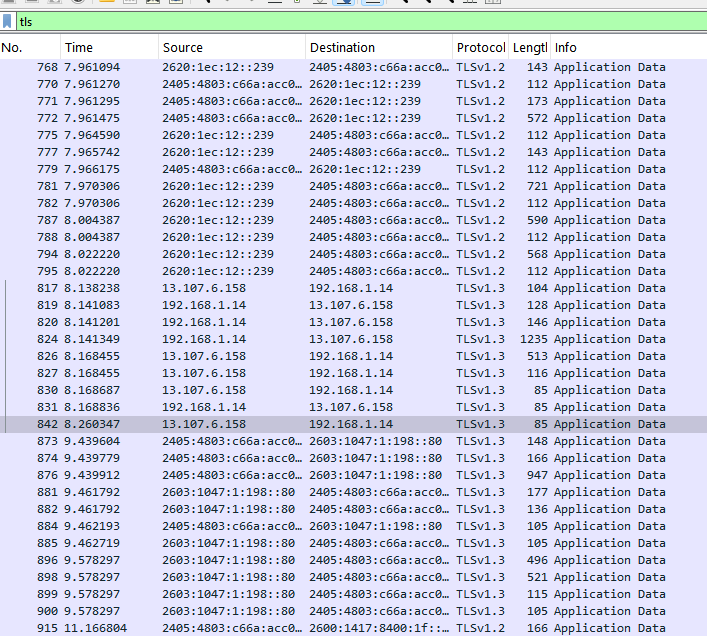 tls
No. Time Source Destination Protocol Lengtl Info
768 7.961094 2620:1ec:12::239 2405:4803:c66a:acc0… TLSv1.2 143 Application Data
770 7.961270 2405:4803:c66a:acc0… 2620:1ec:12::239 TLSv1.2 112 Application Data
771 7.961295 2620:1ec:12::239 2405:4803:c66a:acc0… TLSv1.2 173 Application Data
772 7.961475 2405:4803:c66a:acc0… 2620:1ec:12::239 TLSv1.2 572 Application Data
775 7.964590 2620:1ec:12::239 2405:4803:c66a:acc0… TLSv1.2 112 Application Data
777 7.965742 2620:1ec:12::239 2405:4803:c66a:acc0… TLSv1.2 143 Application Data
779 7.966175 2405:4803:c66a:acc0… 2620:1ec:12::239 TLSv1.2 112 Application Data
781 7.970306 2620:1ec:12::239 2405:4803:c66a:acc0… TLSv1.2 721 Application Data
782 7.970306 2620:1ec:12::239 2405:4803:c66a:acc0… TLSv1.2 112 Application Data
787 8.004387 2620:1ec:12::239 2405:4803:c66a:acc0… TLSv1.2 590 Application Data
788 8.004387 2620:1ec:12::239 2405:4803:c66a:acc0… TLSv1.2 112 Application Data
794 8.022220 2620:1ec:12::239 2405:4803:c66a:acc0… TLSv1.2 568 Application Data
795 8.022220 2620:1ec:12::239 2405:4803:c66a:acc0… TLSv1.2 112 Application Data
817 8.138238 13.107.6.158 192.168.1.14 TLSv1.3 104 Application Data
819 8.141083 192.168.1.14 13.107.6.158 TLSv1.3 128 Application Data
820 8.141201 192.168.1.14 13.107.6.158 TLSv1.3 146 Application Data
824 8.141349 192.168.1.14 13.107.6.158 TLSv1.3 1235 Application Data
826 8.168455 13.107.6.158 192.168.1.14 TLSv1.3 513 Application Data
827 8.168455 13.107.6.158 192.168.1.14 TLSv1.3 116 Application Data
830 8.168687 13.107.6.158 192.168.1.14 TLSv1.3 85 Application Data
831 8.168836 192.168.1.14 13.107.6.158 TLSv1.3 85 Application Data
842 8.260347 13.107.6.158 192.168.1.14 TLSv1.3 85 Application Data
873 9.439604 2405:4803:c66a:acc0… 2603:1047:1:198::80 TLSv1.3 148 Application Data
874 9.439779 2405:4803:c66a:acc0… 2603:1047:1:198::80 TLSv1.3 166 Application Data
876 9.439912 2405:4803:c66a:acc0… 2603:1047:1:198::80 TLSv1.3 947 Application Data
881 9.461792 2603:1047:1:198::80 2405:4803:c66a:acc0… TLSv1.3 177 Application Data
882 9.461792 2603:1047:1:198::80 2405:4803:c66a:acc0… TLSv1.3 136 Application Data
884 9.462193 2405:4803:c66a:acc0… 2603:1047:1:198::80 TLSv1.3 105 Application Data
885 9.462719 2603:1047:1:198::80 2405:4803:c66a:acc0… TLSv1.3 105 Application Data
896 9.578297 2603:1047:1:198::80 2405:4803:c66a:acc0… TLSv1.3 496 Application Data
898 9.578297 2603:1047:1:198::80 2405:4803:c66a:acc0… TLSv1.3 521 Application Data
899 9.578297 2603:1047:1:198::80 2405:4803:c66a:acc0… TLSv1.3 115 Application Data
900 9.578297 2603:1047:1:198::80 2405:4803:c66a:acc0… TLSv1.3 105 Application Data
915 11.166804 2405:4803:c66a:acc0… 2600:1417:8400:1f::… TLSv1.2 166 Application Data